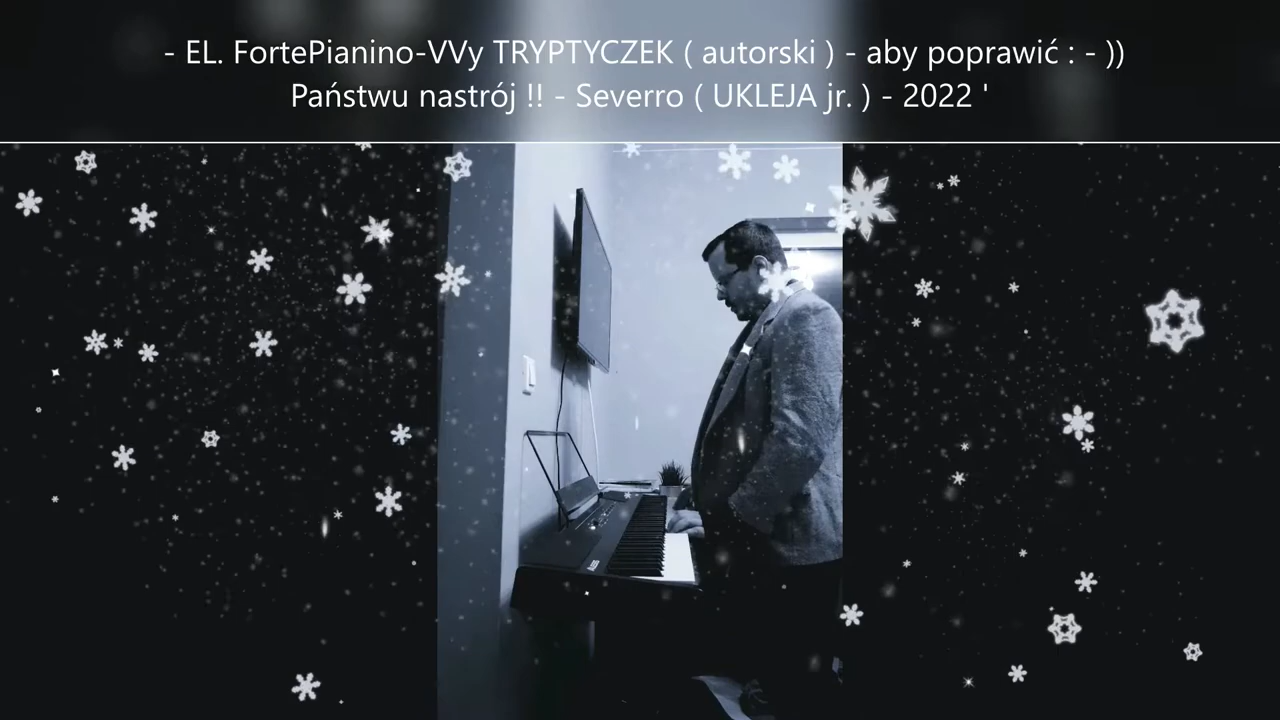 - EL. FortePianino-VVy TRYPTYCZEK ( autorski ) - aby poprawić : - ))
Państwu nastrój !! - Severro ( UKLEJA jr. ) - 2022 '